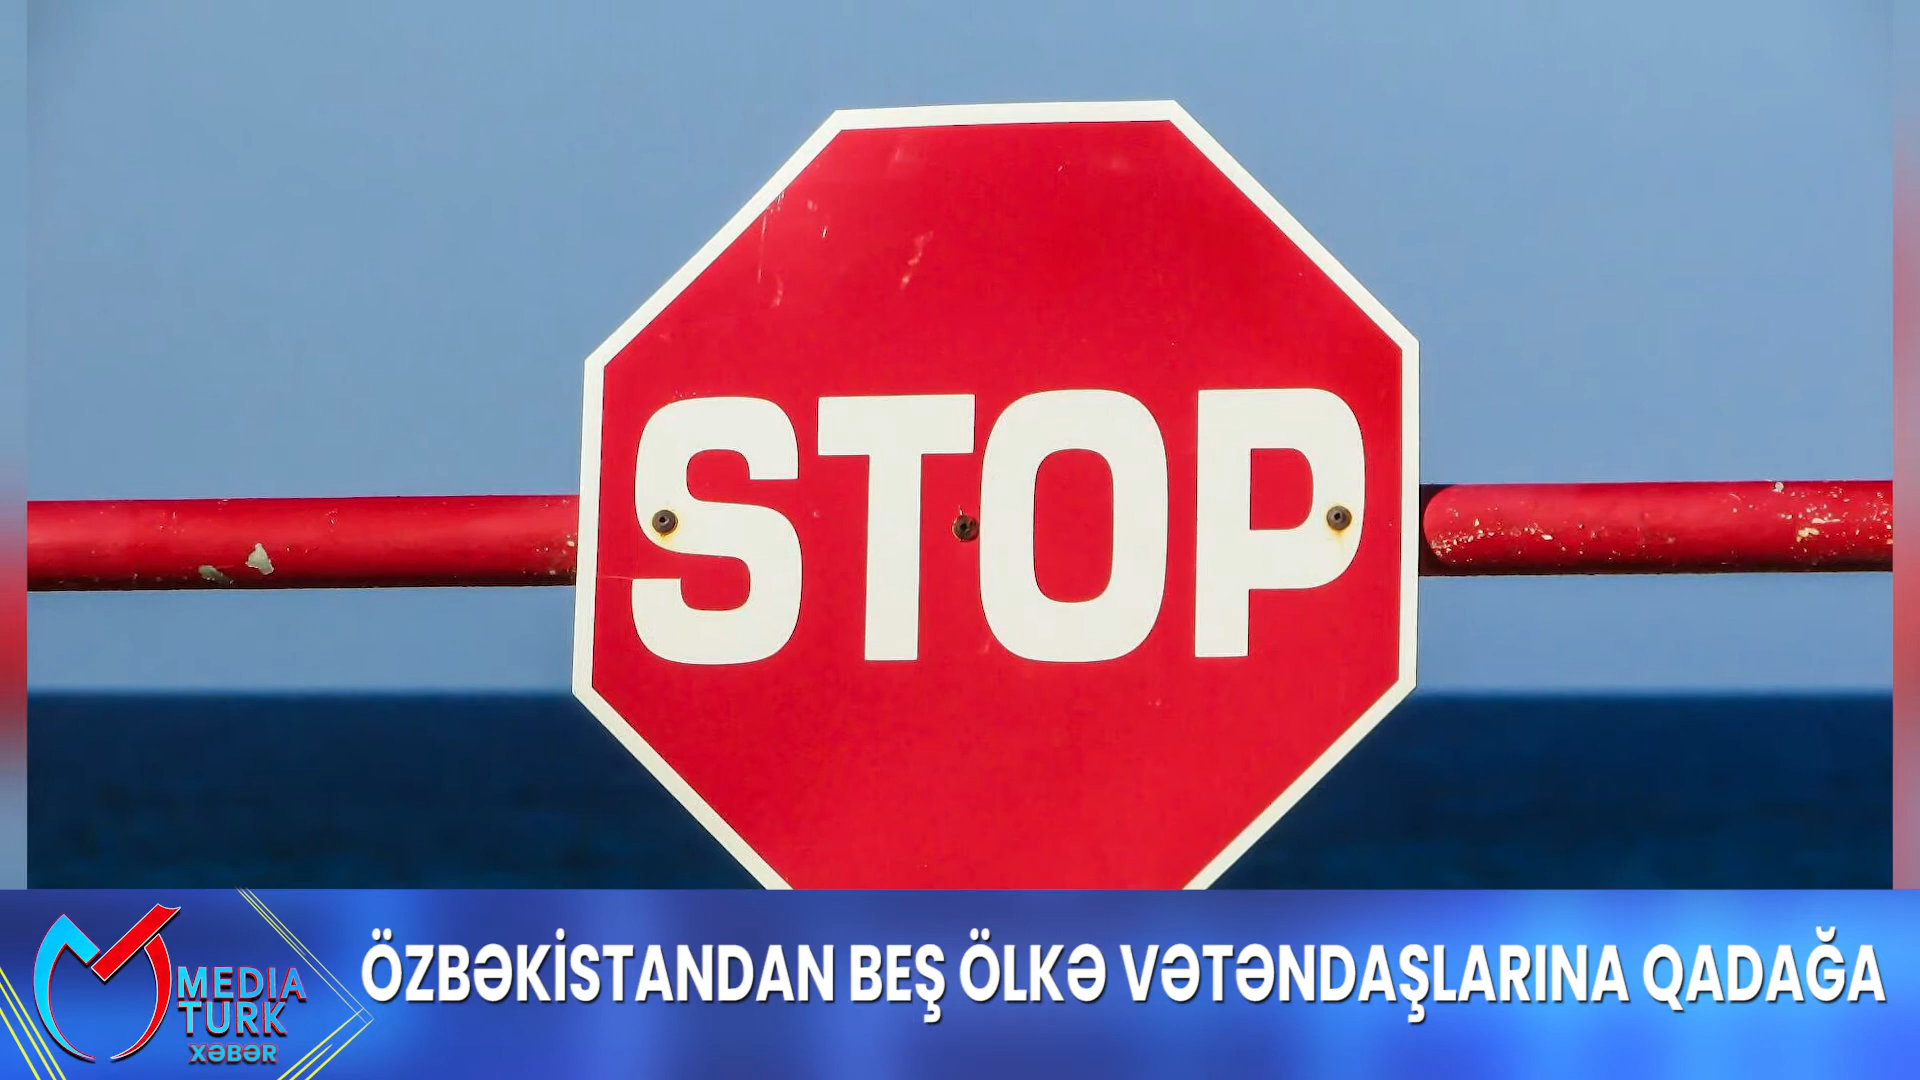 STOP
ÖZBƏKİSTANDAN BEŞ ÖLKƏ VƏTƏNDAŞLARINA QADAĞA
MEDIA
TURK
XƏBƏR